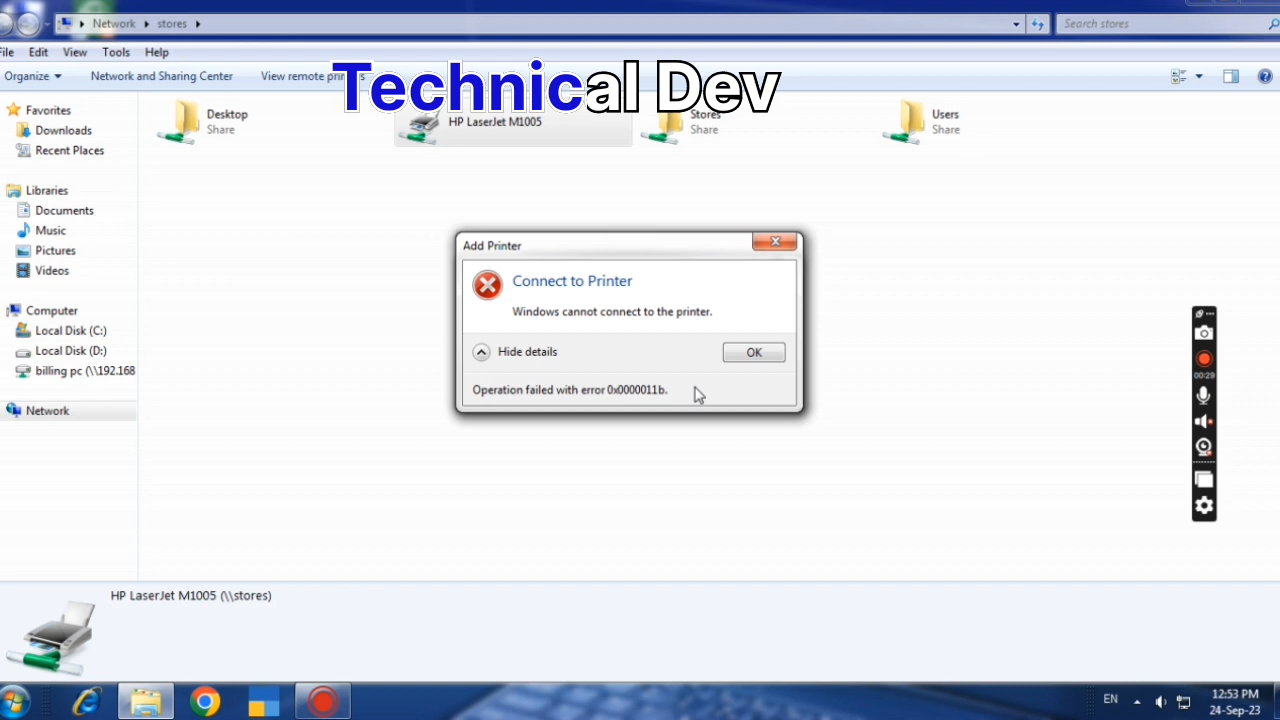 Network
stores
Search stores
File
Edit
View
Tools
Help
Organize
Network and Sharing Center
View remote printers
Technical Dev
Favorites
Downloads
Recent Places
Libraries
Documents
Music
Pictures
Videos
Computer
Local Disk (C:)
Local Disk (D:)
billing pc (\\192.168
Network
Desktop
Share
HP LaserJet M1005
Stores
Share
Users
Share
Add Printer
Connect to Printer
Windows cannot connect to the printer.
Hide details
OK
Operation failed with error 0x0000011b.
00:29
HP LaserJet M1005 (\\stores)
EN
12:53 PM
24-Sep-23